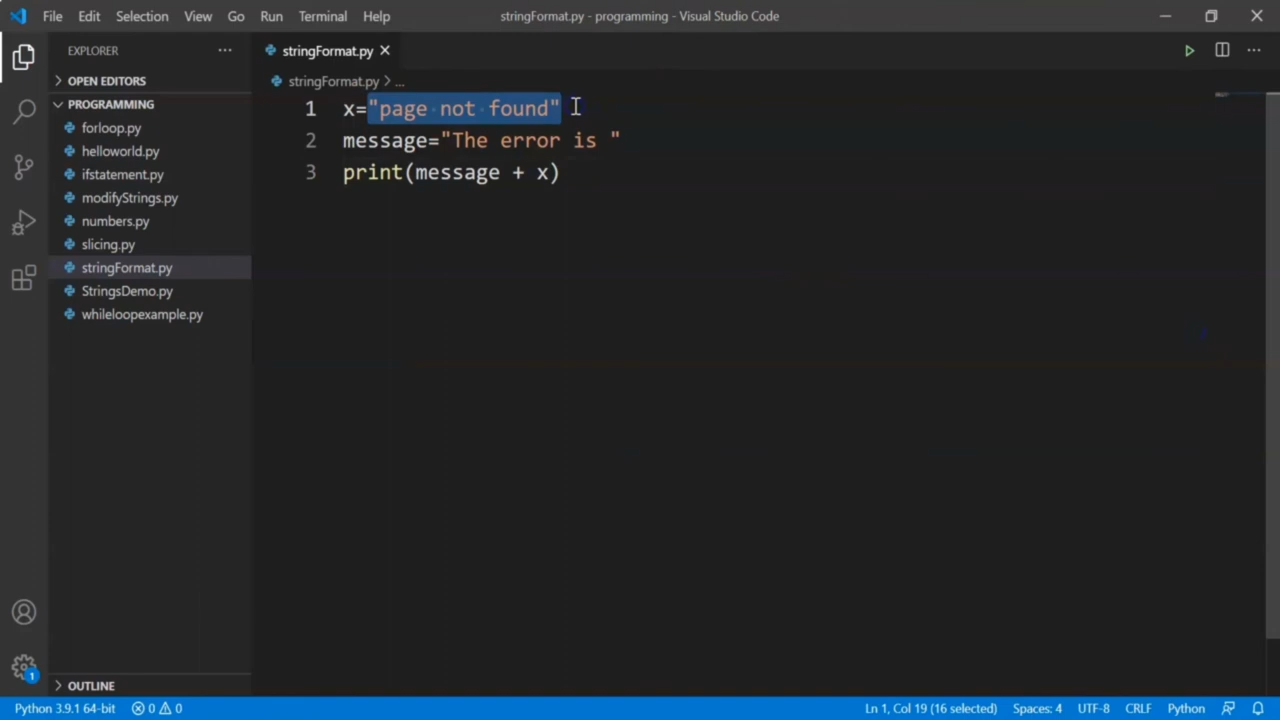 File Edit Selection View Go Run Terminal Help
stringFormat.py - programming - Visual Studio Code
EXPLORER
OPEN EDITORS
PROGRAMMING
forloop.py
helloworld.py
ifstatement.py
modifyStrings.py
numbers.py
slicing.py
stringFormat.py
StringsDemo.py
whileloopexample.py
OUTLINE
stringFormat.py
stringFormat.py > ...
1 x="page not found"
2 message="The error is "
3 print(message + x)
1
Python 3.9.1 64-bit 0 0 Ln 1, Col 19 (16 selected) Spaces: 4 UTF-8 CRLF Python